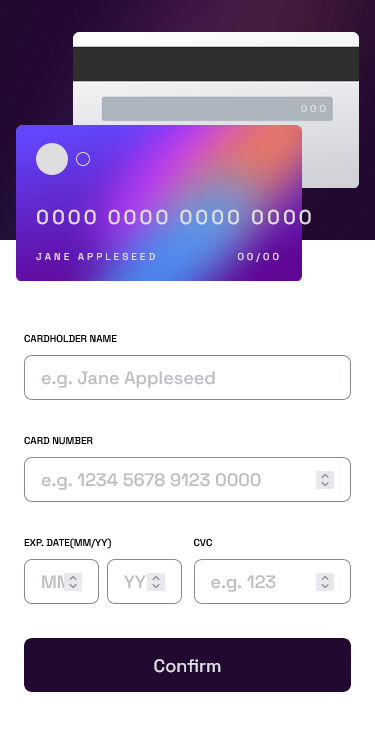 000
0000 0000 0000 0000
JANE APPLESEED 00/00
CARDHOLDER NAME
e.g. Jane Appleseed
CARD NUMBER
e.g. 1234 5678 9123 0000
EXP. DATE(MM/YY) CVC
MM YY e.g. 123
Confirm